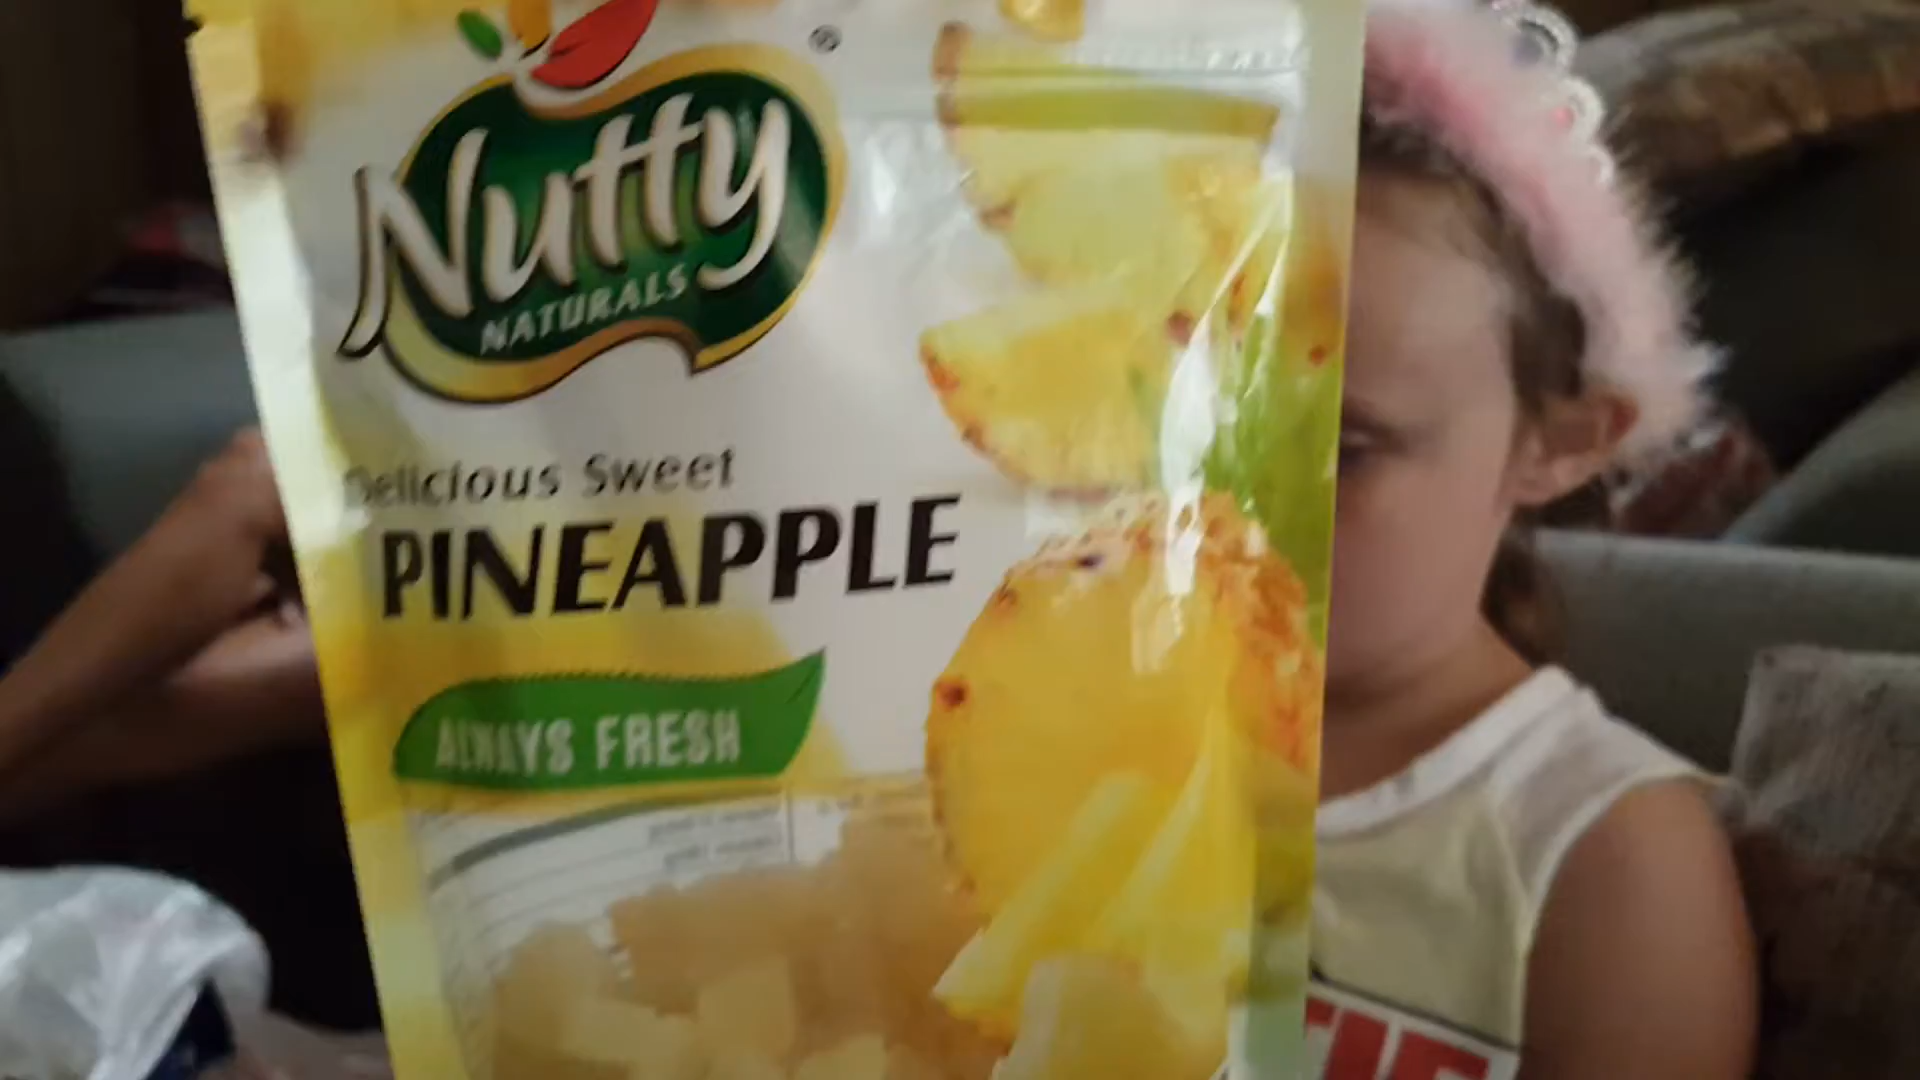 Nutty
®
NATURALS
Delicious Sweet
PINEAPPLE
ALWAYS FRESH